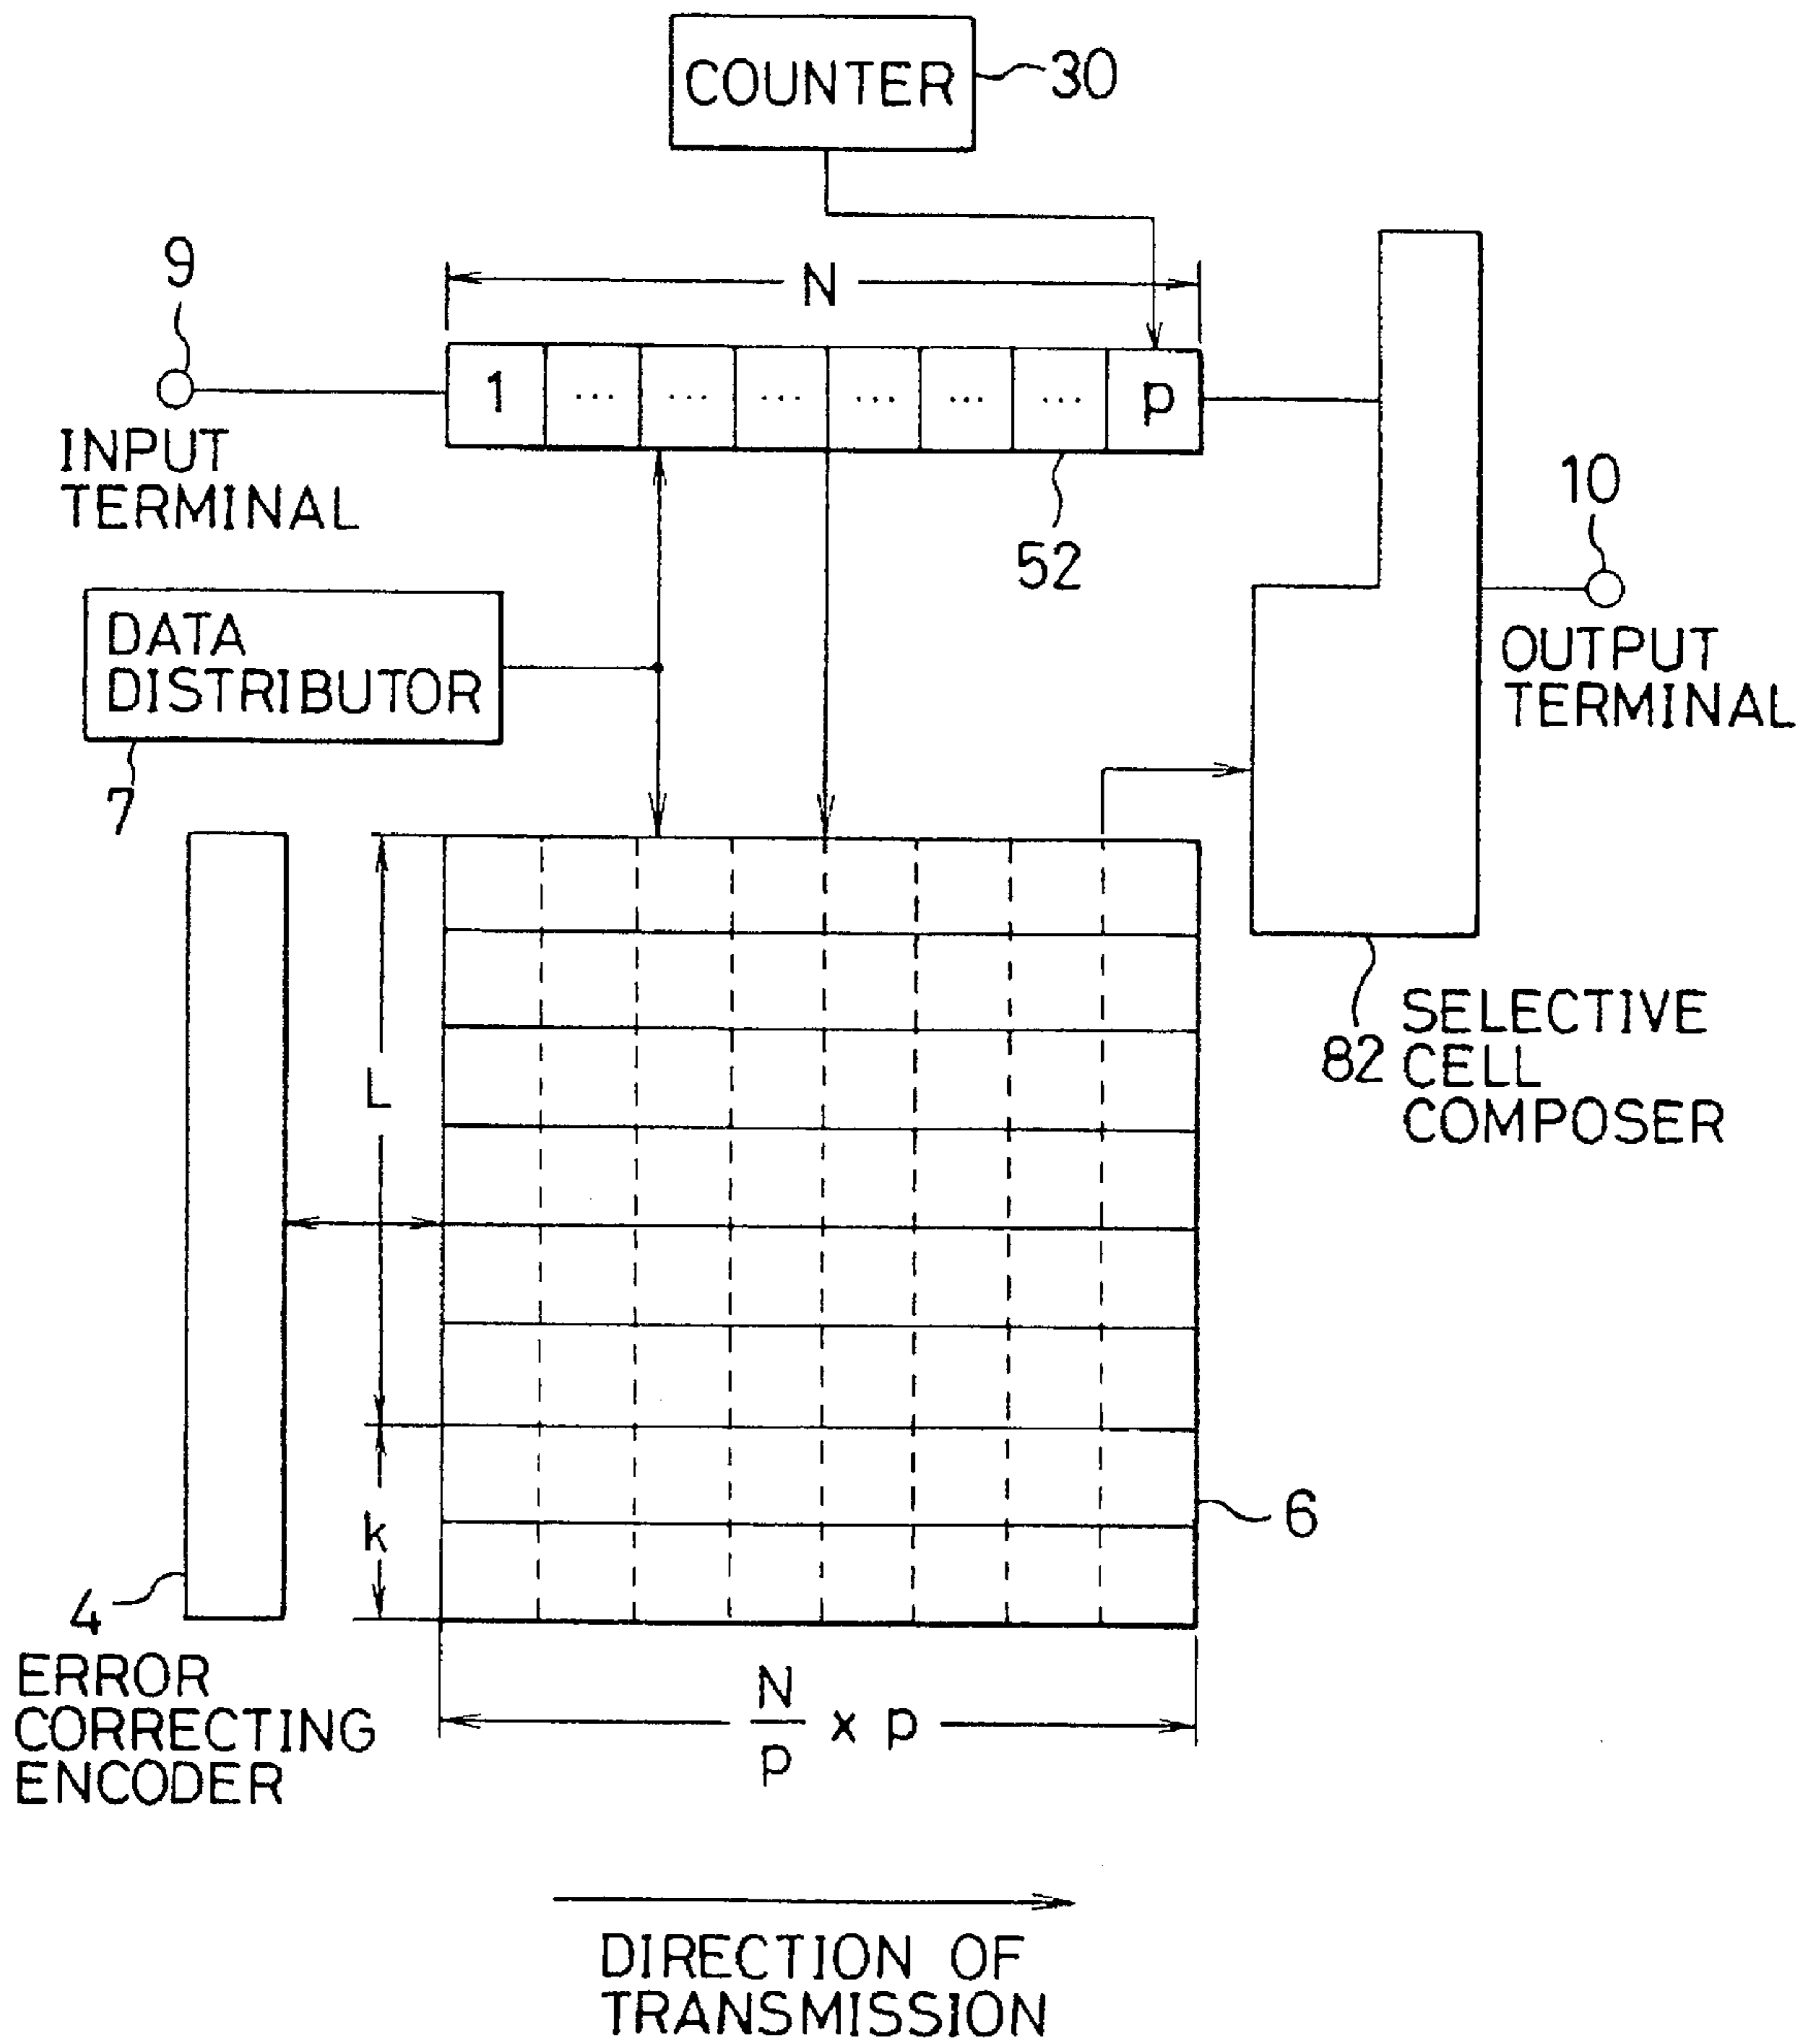 COUNTER
30
9
N
1 ... ... ... ... ... ... p
INPUT
TERMINAL
52
10
DATA
DISTRIBUTOR
7
OUTPUT
TERMINAL
82
SELECTIVE
CELL
COMPOSER
L
k
6
4
ERROR
CORRECTING
ENCODER
N
p
x p
DIRECTION OF
TRANSMISSION